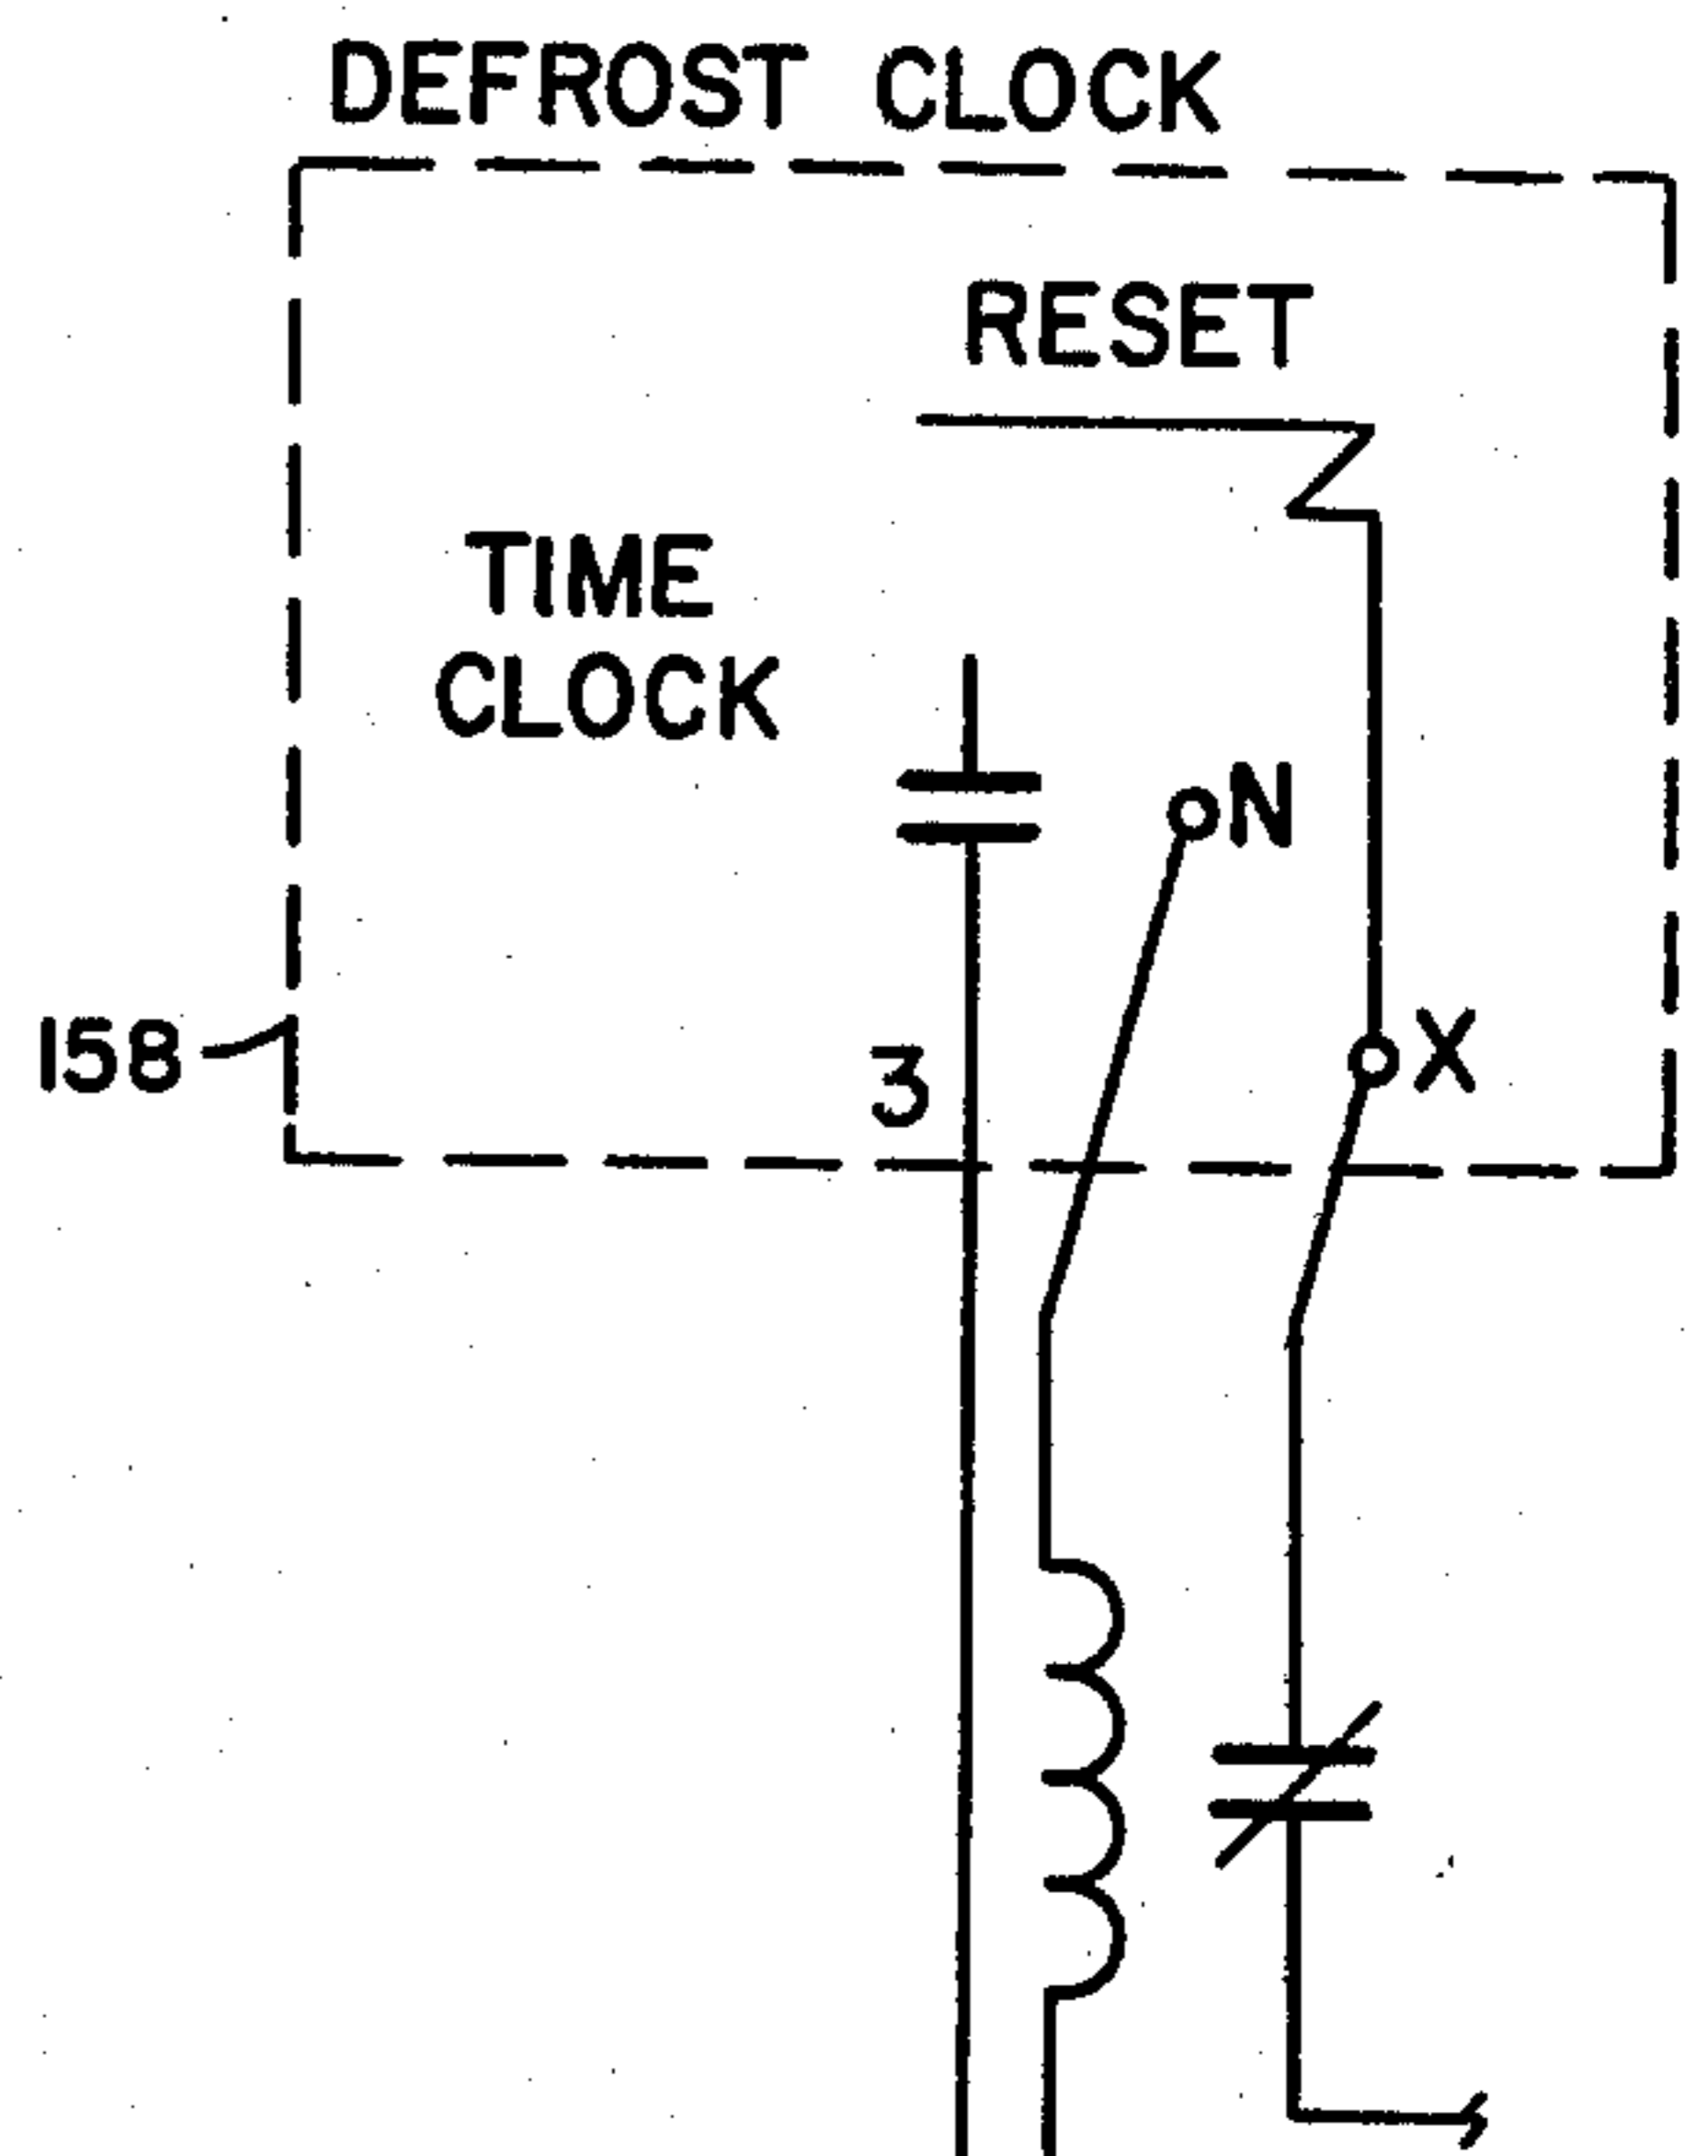 DEFROST CLOCK
RESET
TIME
CLOCK
N
158
3
X